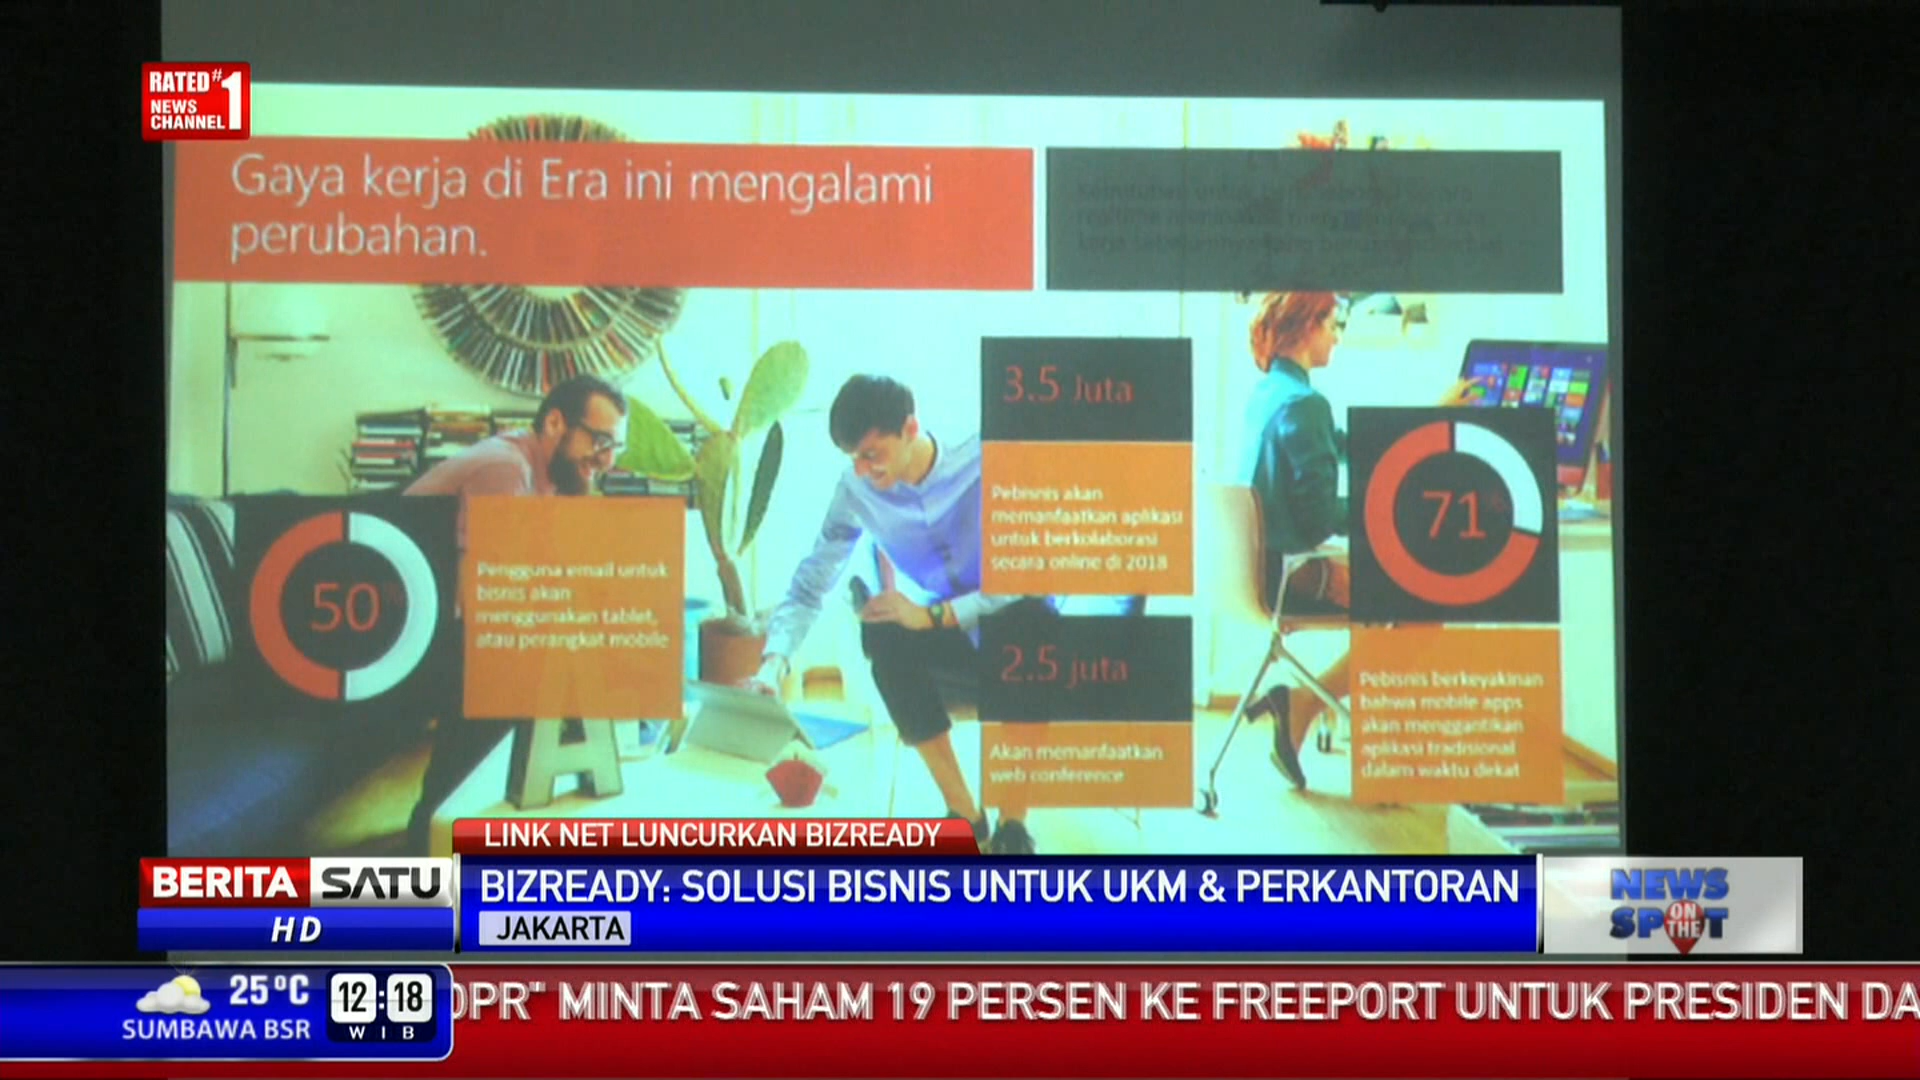 RATED #1
NEWS
CHANNEL
Gaya kerja di Era ini mengalami
perubahan.
3.5 Juta
Pebisnis akan
memanfaatkan aplikasi
untuk berkolaborasi
secara online di 2018
71%
50%
Pengguna email untuk
bisnis akan
menggunakan tablet,
atau perangkat mobile
2.5 juta
Akan memanfaatkan
web conference
Pebisnis berkeyakinan
bahwa mobile apps
akan menggantikan
aplikasi tradisional
dalam waktu dekat
LINK NET LUNCURKAN BIZREADY
BERITA SATU
HD
BIZREADY: SOLUSI BISNIS UNTUK UKM & PERKANTORAN
JAKARTA
NEWS
ON THE
SPOT
25°C
SUMBAWA BSR
12:18
WIB
DPR" MINTA SAHAM 19 PERSEN KE FREEPORT UNTUK PRESIDEN DA